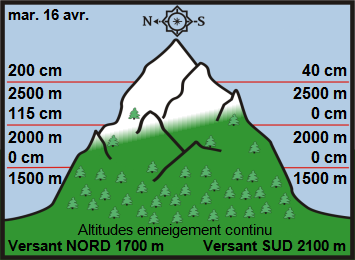 mar. 16 avr.
N S
200 cm 40 cm
2500 m 2500 m
115 cm 0 cm
2000 m 2000 m
0 cm 0 cm
1500 m 1500 m
Altitudes enneigement continu
Versant NORD 1700 m Versant SUD 2100 m